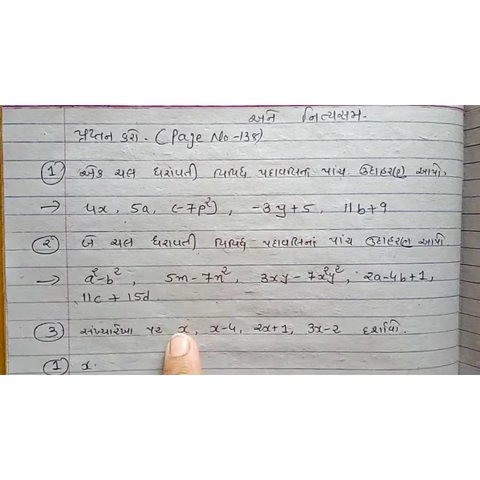 અને નિત્યસમ.
પ્રયત્ન કરો. (Page No-138)
① એક ચલ ધરાવતી વિવિધ પદાવલિનાં પાંચ ઉદાહરણ આપો.
→ 4x, 5a, (-7p²), -3y+5, 11b+9
② બે ચલ ધરાવતી વિવિધ પદાવલિનાં પાંચ ઉદાહરણ આપો.
→ a²-b², 5m-7n², 3xy-7x²y², 2a-4b+1,
11c+15d.
③ સંખ્યારેખા પર x, x-4, 2x+1, 3x-2 દર્શાવો.
① x.